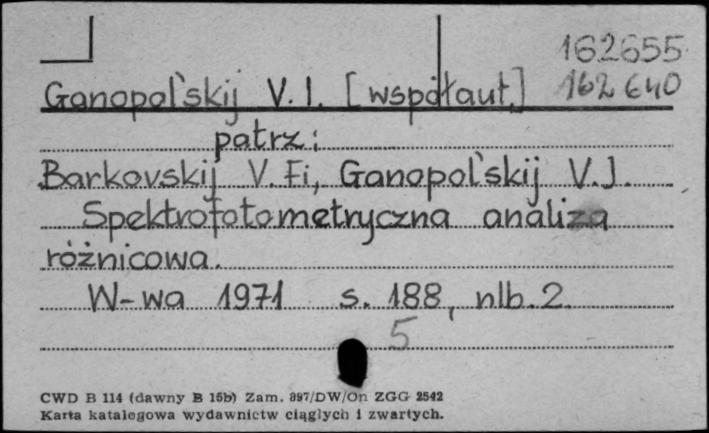 162655
Ganopol'skij V. I. [współaut.] 162640
patrz:
Barkovskij V. Fi, Ganopol'skij V.J.
Spektrofotometryczna analiza
różnicowa.
W-wa 1971 s. 188, nlb. 2
5
CWD B 114 (dawny B 15b) Zam. 897/DW/On ZGG 2542
Karta katalogowa wydawnictw ciągłych i zwartych.